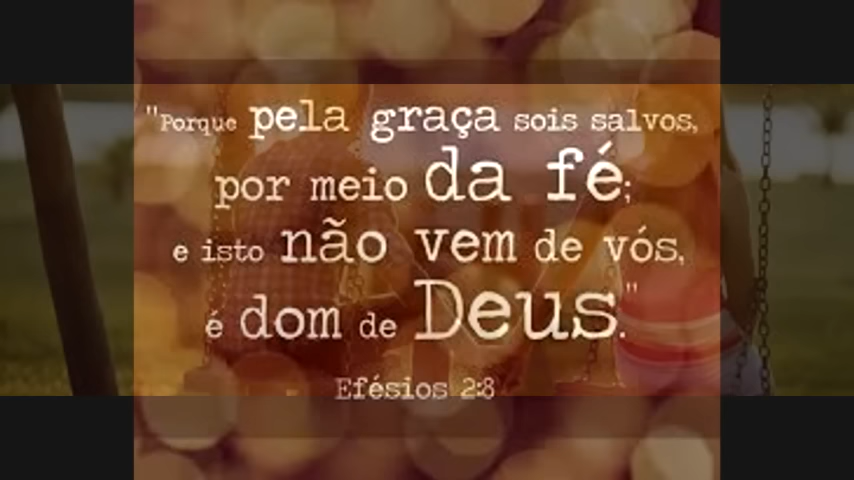 "Porque pela graça sois salvos,
por meio da fé;
e isto não vem de vós,
é dom de Deus."
Efésios 2:8